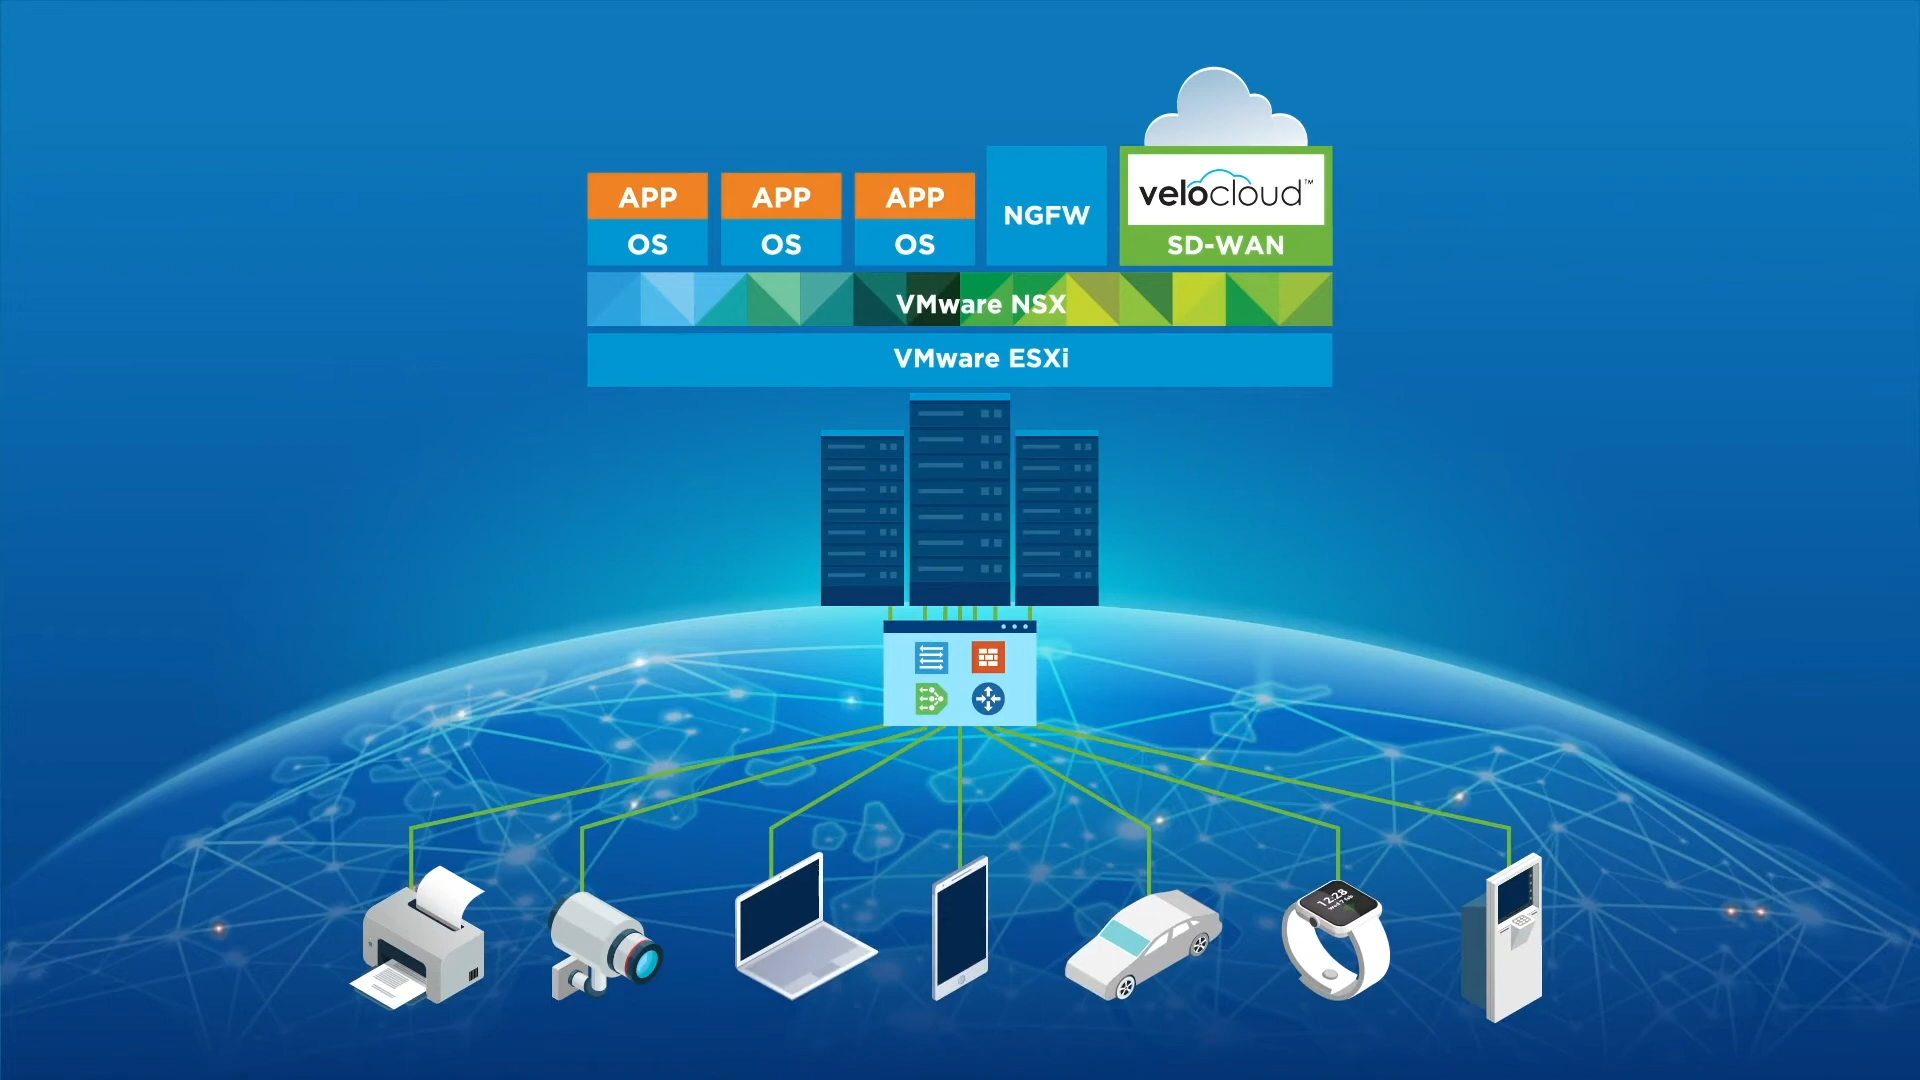 velocloud™
APP APP APP NGFW
OS OS OS SD-WAN
VMware NSX
VMware ESXi
12:28